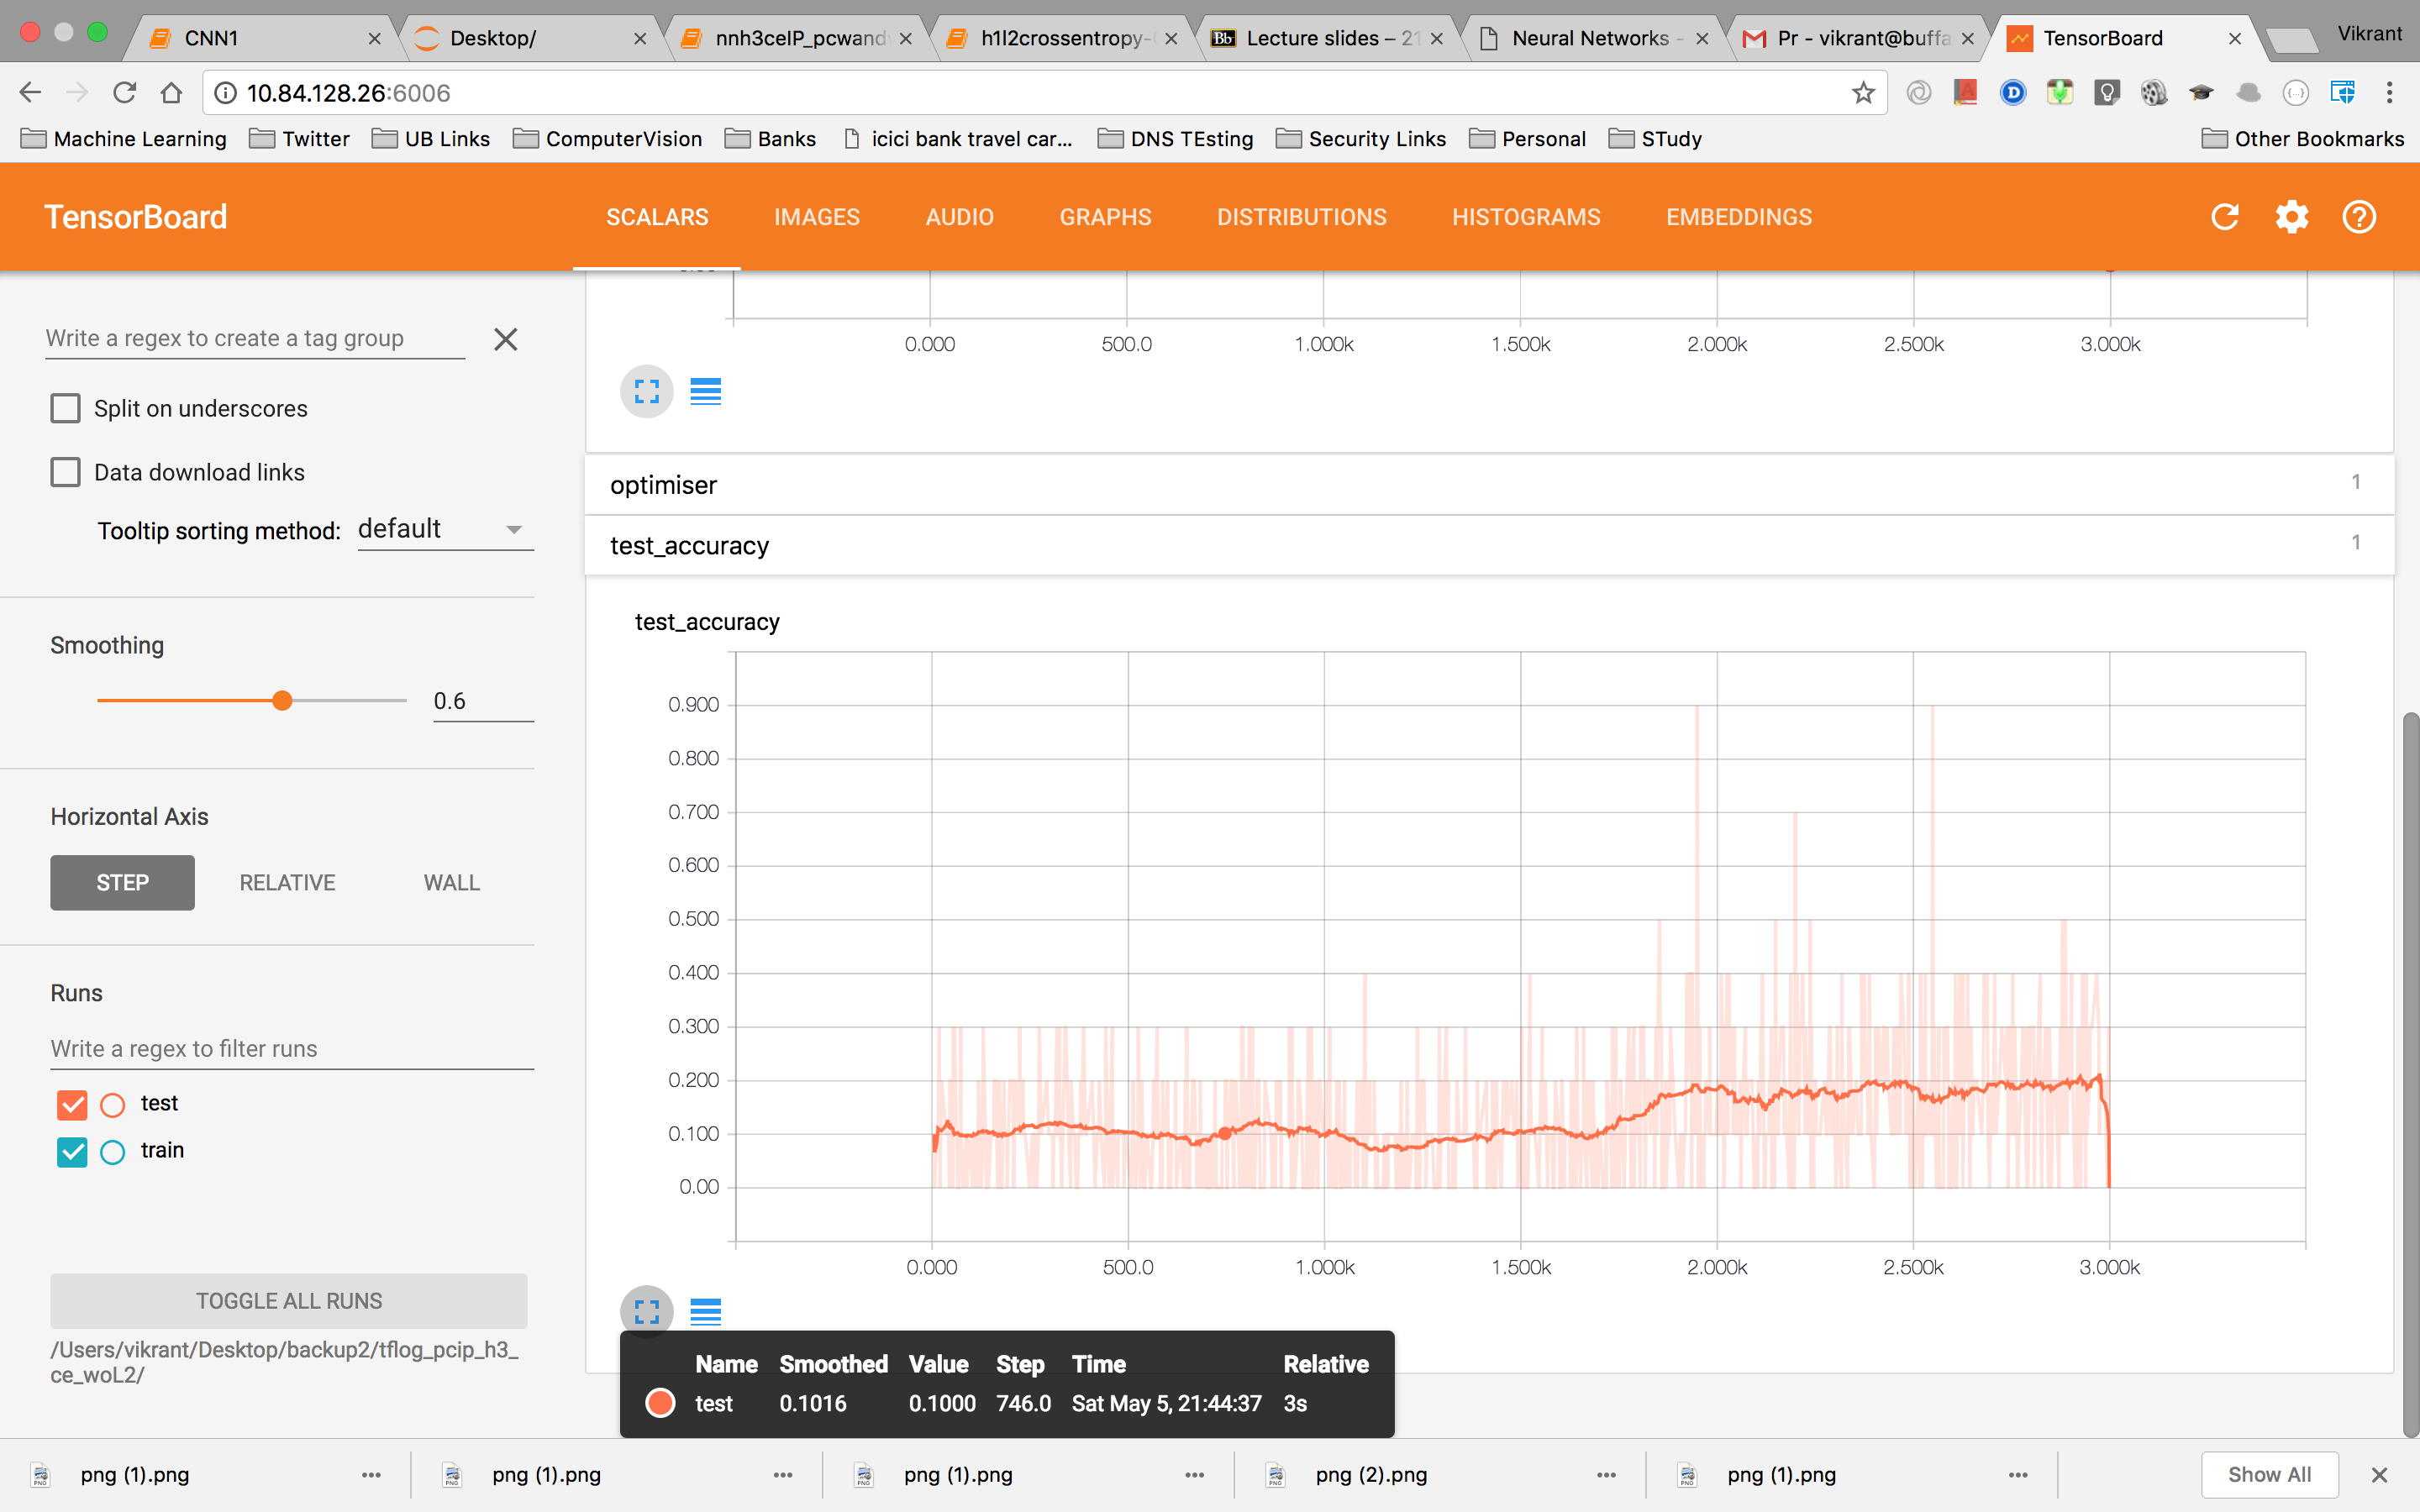 CNN1
Desktop/
nnh3ceIP_pcwand
h1l2crossentropy-
Bb Lecture slides – 21
Neural Networks -
Pr - vikrant@buffa
TensorBoard
Vikrant
10.84.128.26:6006
Machine Learning
Twitter
UB Links
ComputerVision
Banks
icici bank travel car...
DNS TEsting
Security Links
Personal
STudy
Other Bookmarks
TensorBoard
SCALARS
IMAGES
AUDIO
GRAPHS
DISTRIBUTIONS
HISTOGRAMS
EMBEDDINGS
Write a regex to create a tag group
Split on underscores
Data download links
Tooltip sorting method: default
Smoothing
0.6
Horizontal Axis
STEP
RELATIVE
WALL
Runs
Write a regex to filter runs
test
train
TOGGLE ALL RUNS
/Users/vikrant/Desktop/backup2/tflog_pcip_h3_
ce_woL2/
0.000 500.0 1.000k 1.500k 2.000k 2.500k 3.000k
optimiser 1
test_accuracy 1
test_accuracy
0.900
0.800
0.700
0.600
0.500
0.400
0.300
0.200
0.100
0.00
0.000 500.0 1.000k 1.500k 2.000k 2.500k 3.000k
Name Smoothed Value Step Time Relative
test 0.1016 0.1000 746.0 Sat May 5, 21:44:37 3s
png (1).png
png (1).png
png (1).png
png (2).png
png (1).png
Show All